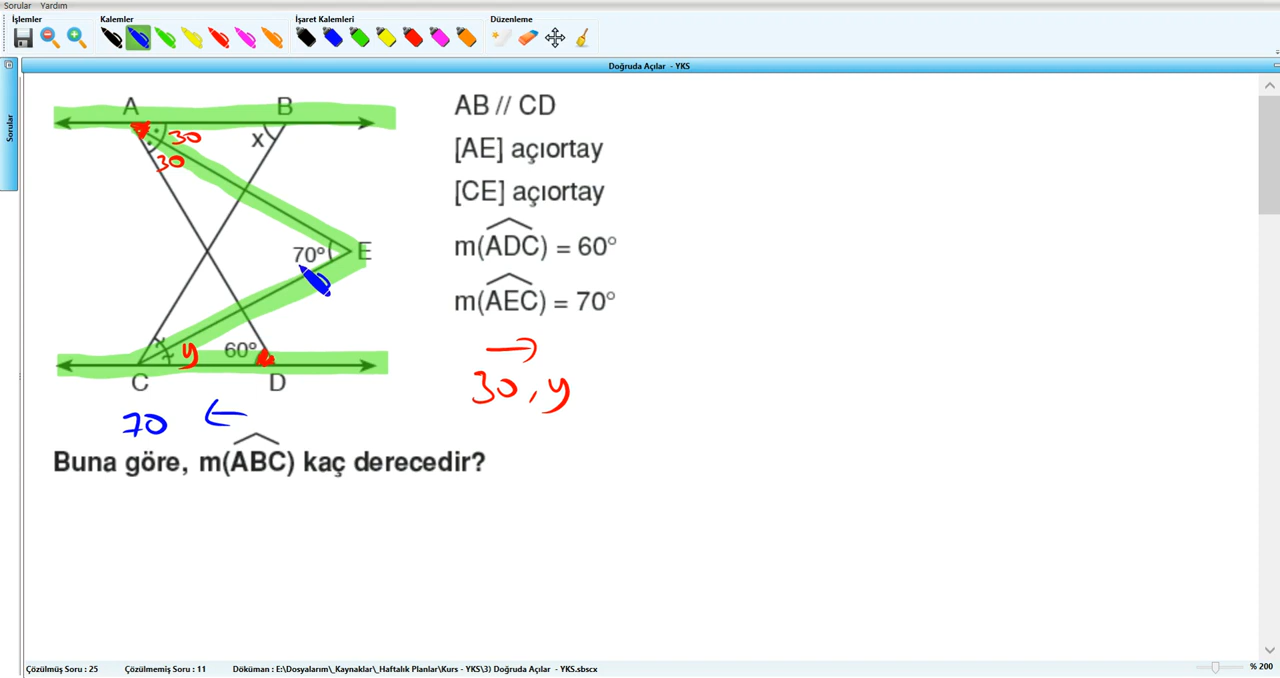 Sorular Yardım
İşlemler Kalemler İşaret Kalemleri Düzenleme
Doğruda Açılar - YKS
Sorular
A B
30
30
x
70° E
y 60°
C D
70 ←
AB // CD
[AE] açıortay
[CE] açıortay
m(ADC) = 60°
m(AEC) = 70°
→
30, y
Buna göre, m(ABC) kaç derecedir?
Çözülmüş Soru : 25 Çözülmemiş Soru : 11 Döküman : E:\Dosyalarım\_Kaynaklar\_Haftalık Planlar\Kurs - YKS\3) Doğruda Açılar - YKS.sbscx % 200